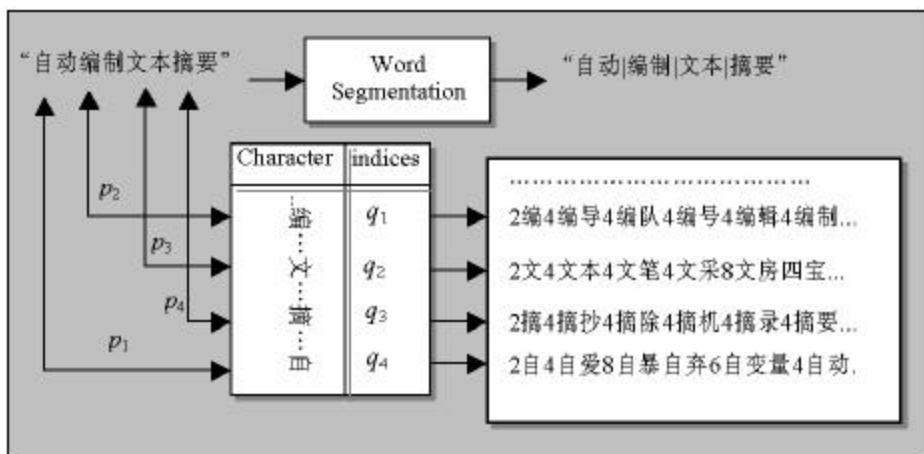 “自动编制文本摘要”
Word
Segmentation
“自动|编制|文本|摘要”
Character indices
p2
p3
p4
p1
...编...文...摘...自
q1
q2
q3
q4
.......................................
2编4编导4编队4编号4编辑4编制...
2文4文本4文笔4文采8文房四宝...
2摘4摘抄4摘除4摘机4摘录4摘要...
2自4自爱8自暴自弃6自变量4自动.